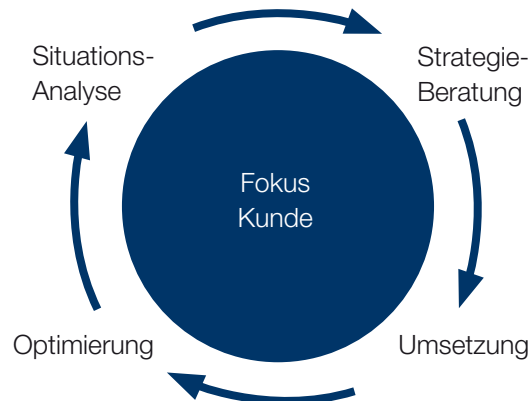 Situations-
Analyse
Strategie-
Beratung
Fokus
Kunde
Optimierung
Umsetzung